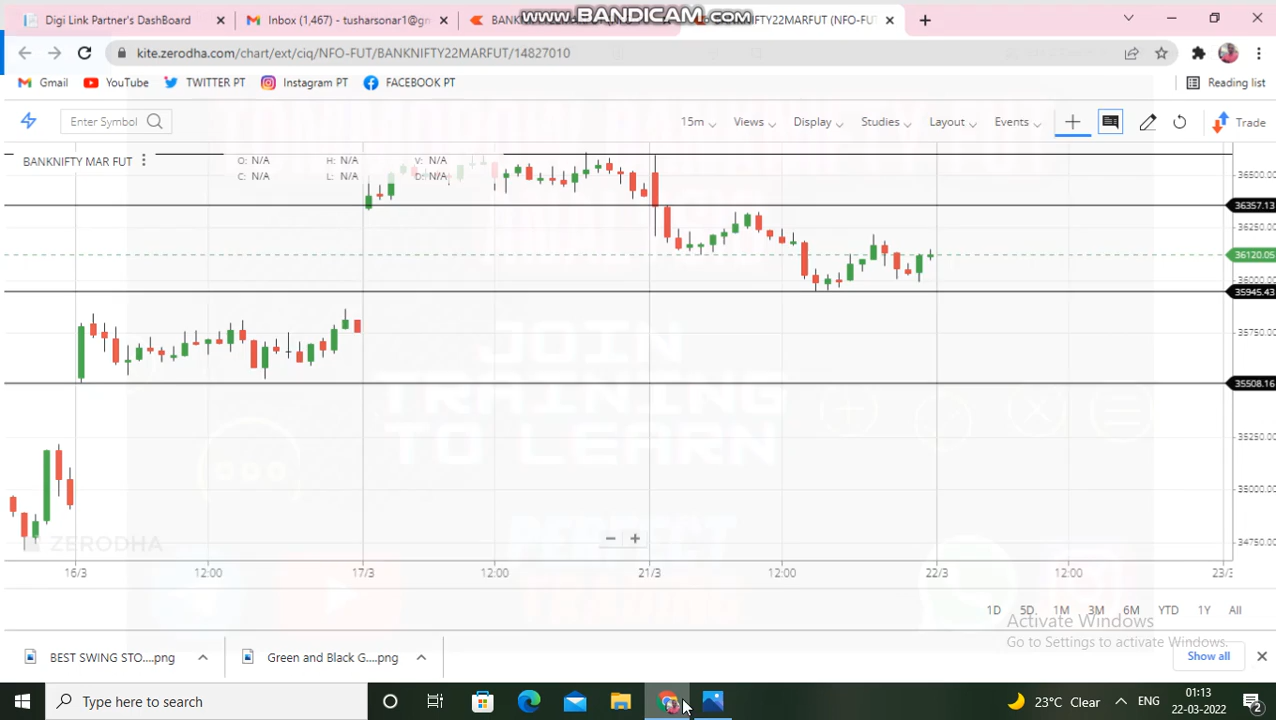 Digi Link Partner's DashBoard
Inbox (1,467) - tusharsonar1@gm
www.BANDICAM.com
NIFTY22MARFUT (NFO-FUT
kite.zerodha.com/chart/ext/ciq/NFO-FUT/BANKNIFTY22MARFUT/14827010
Gmail
YouTube
TWITTER PT
Instagram PT
FACEBOOK PT
Reading list
Enter Symbol
15m
Views
Display
Studies
Layout
Events
Trade
BANKNIFTY MAR FUT
O: N/A
H: N/A
V: N/A
C: N/A
L: N/A
D: N/A
36500.00
36357.13
36250.00
36120.05
36000.00
35945.43
35750.00
35508.16
35250.00
35000.00
34750.00
JOIN
TRAINING
TO LEARN
ZERODHA
16/3
12:00
17/3
12:00
21/3
12:00
22/3
12:00
1D
5D
1M
3M
6M
YTD
1Y
All
Activate Windows
Go to Settings to activate Windows.
BEST SWING STO....png
Green and Black G....png
Show all
Type here to search
23°C Clear
ENG
01:13
22-03-2022
2